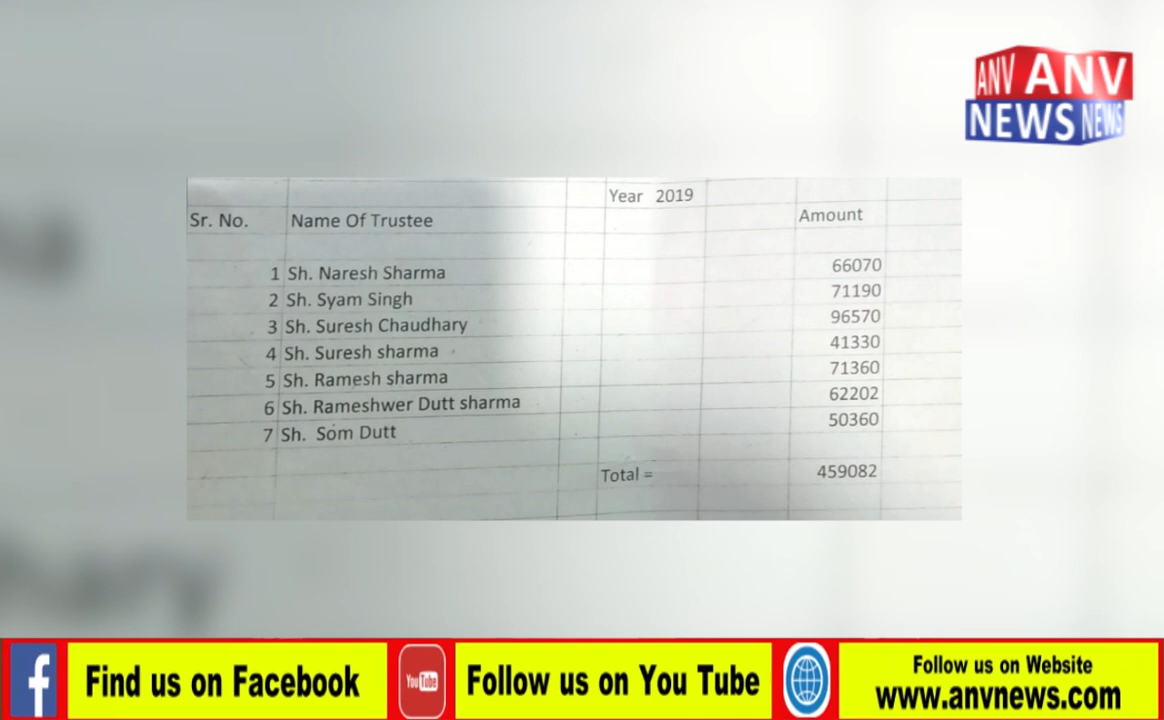 ANV ANV
NEWS NEWS
Year 2019
Sr. No. Name Of Trustee Amount
1 Sh. Naresh Sharma 66070
2 Sh. Syam Singh 71190
3 Sh. Suresh Chaudhary 96570
4 Sh. Suresh sharma 41330
5 Sh. Ramesh sharma 71360
6 Sh. Rameshwer Dutt sharma 62202
7 Sh. Som Dutt 50360
Total = 459082
hary
f Find us on Facebook You Tube Follow us on You Tube Follow us on Website
www.anvnews.com